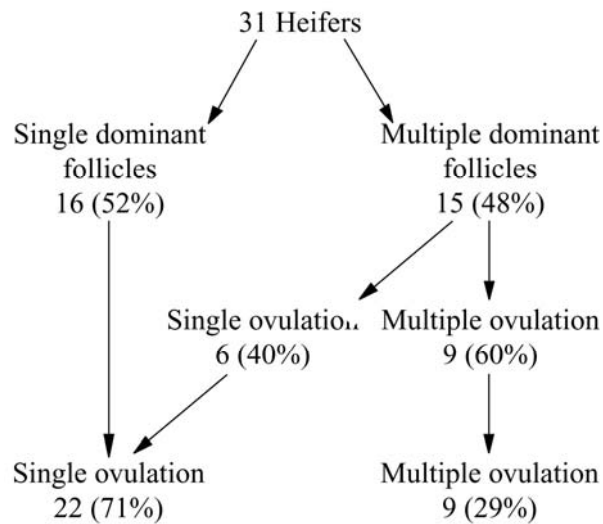 31 Heifers
Single dominant
follicles
16 (52%)
Multiple dominant
follicles
15 (48%)
Single ovulation
6 (40%)
Multiple ovulation
9 (60%)
Single ovulation
22 (71%)
Multiple ovulation
9 (29%)